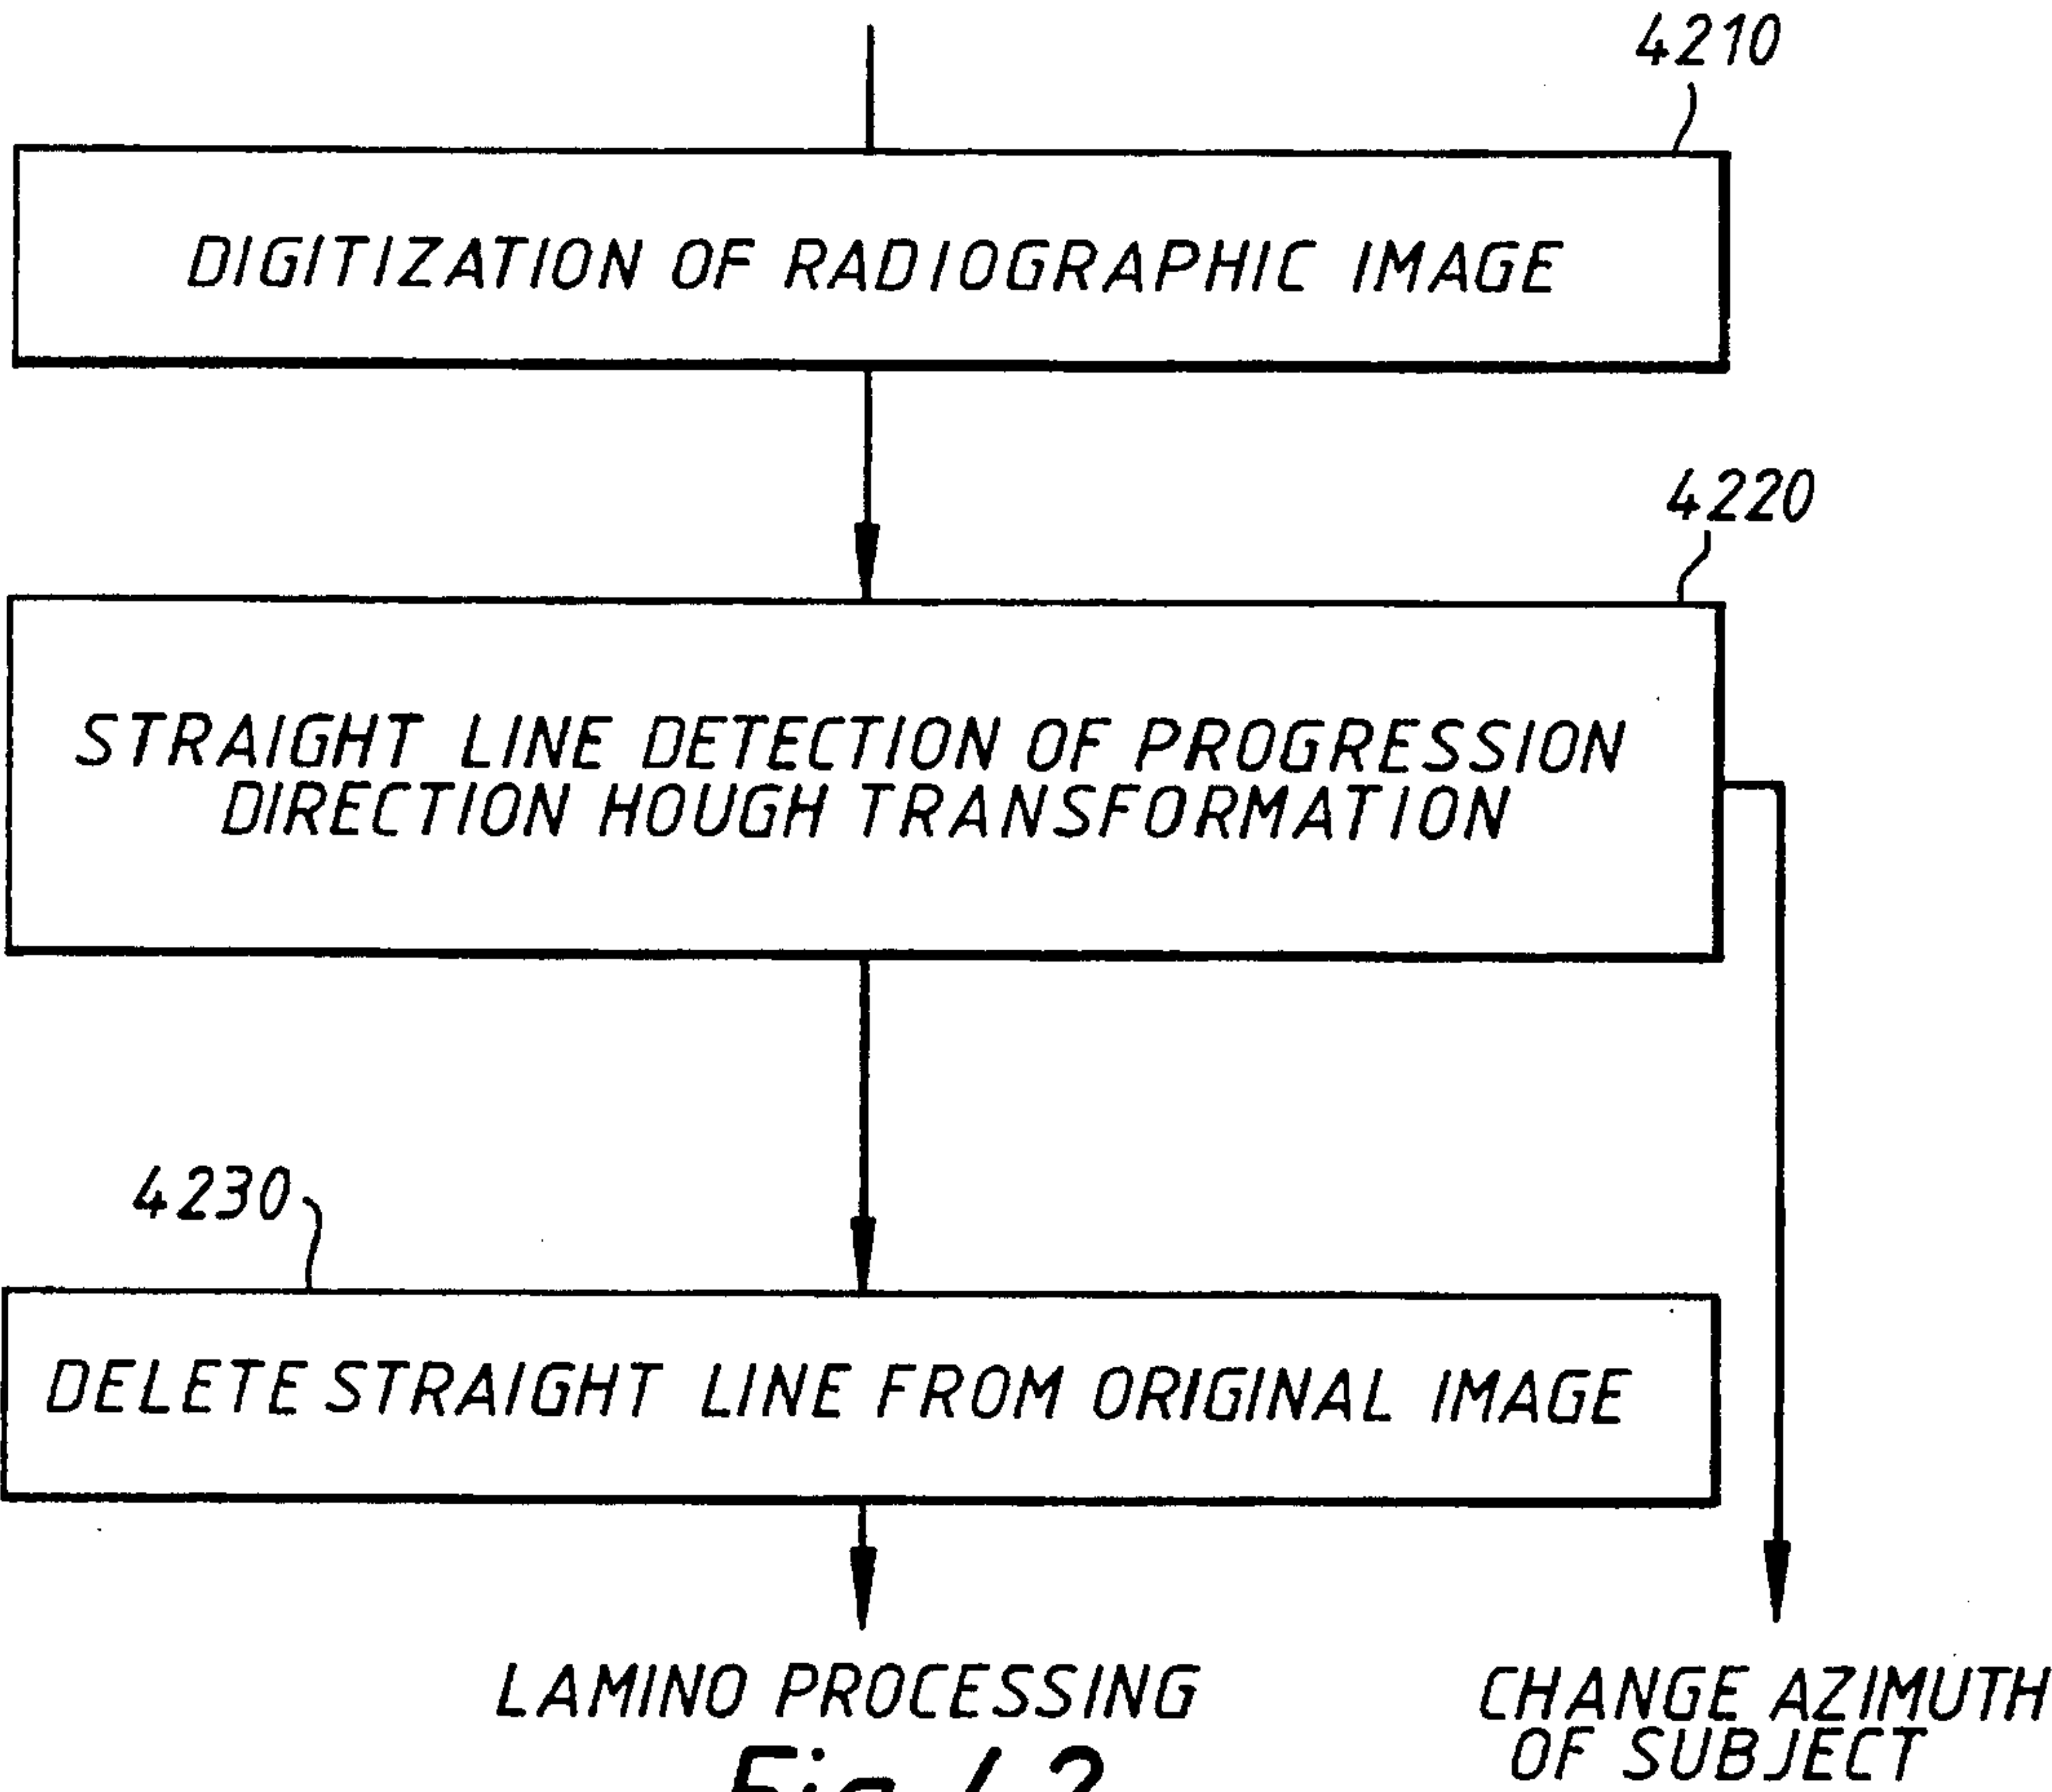 4210
DIGITIZATION OF RADIOGRAPHIC IMAGE
4220
STRAIGHT LINE DETECTION OF PROGRESSION
DIRECTION HOUGH TRANSFORMATION
4230
DELETE STRAIGHT LINE FROM ORIGINAL IMAGE
LAMINO PROCESSING
CHANGE AZIMUTH
OF SUBJECT